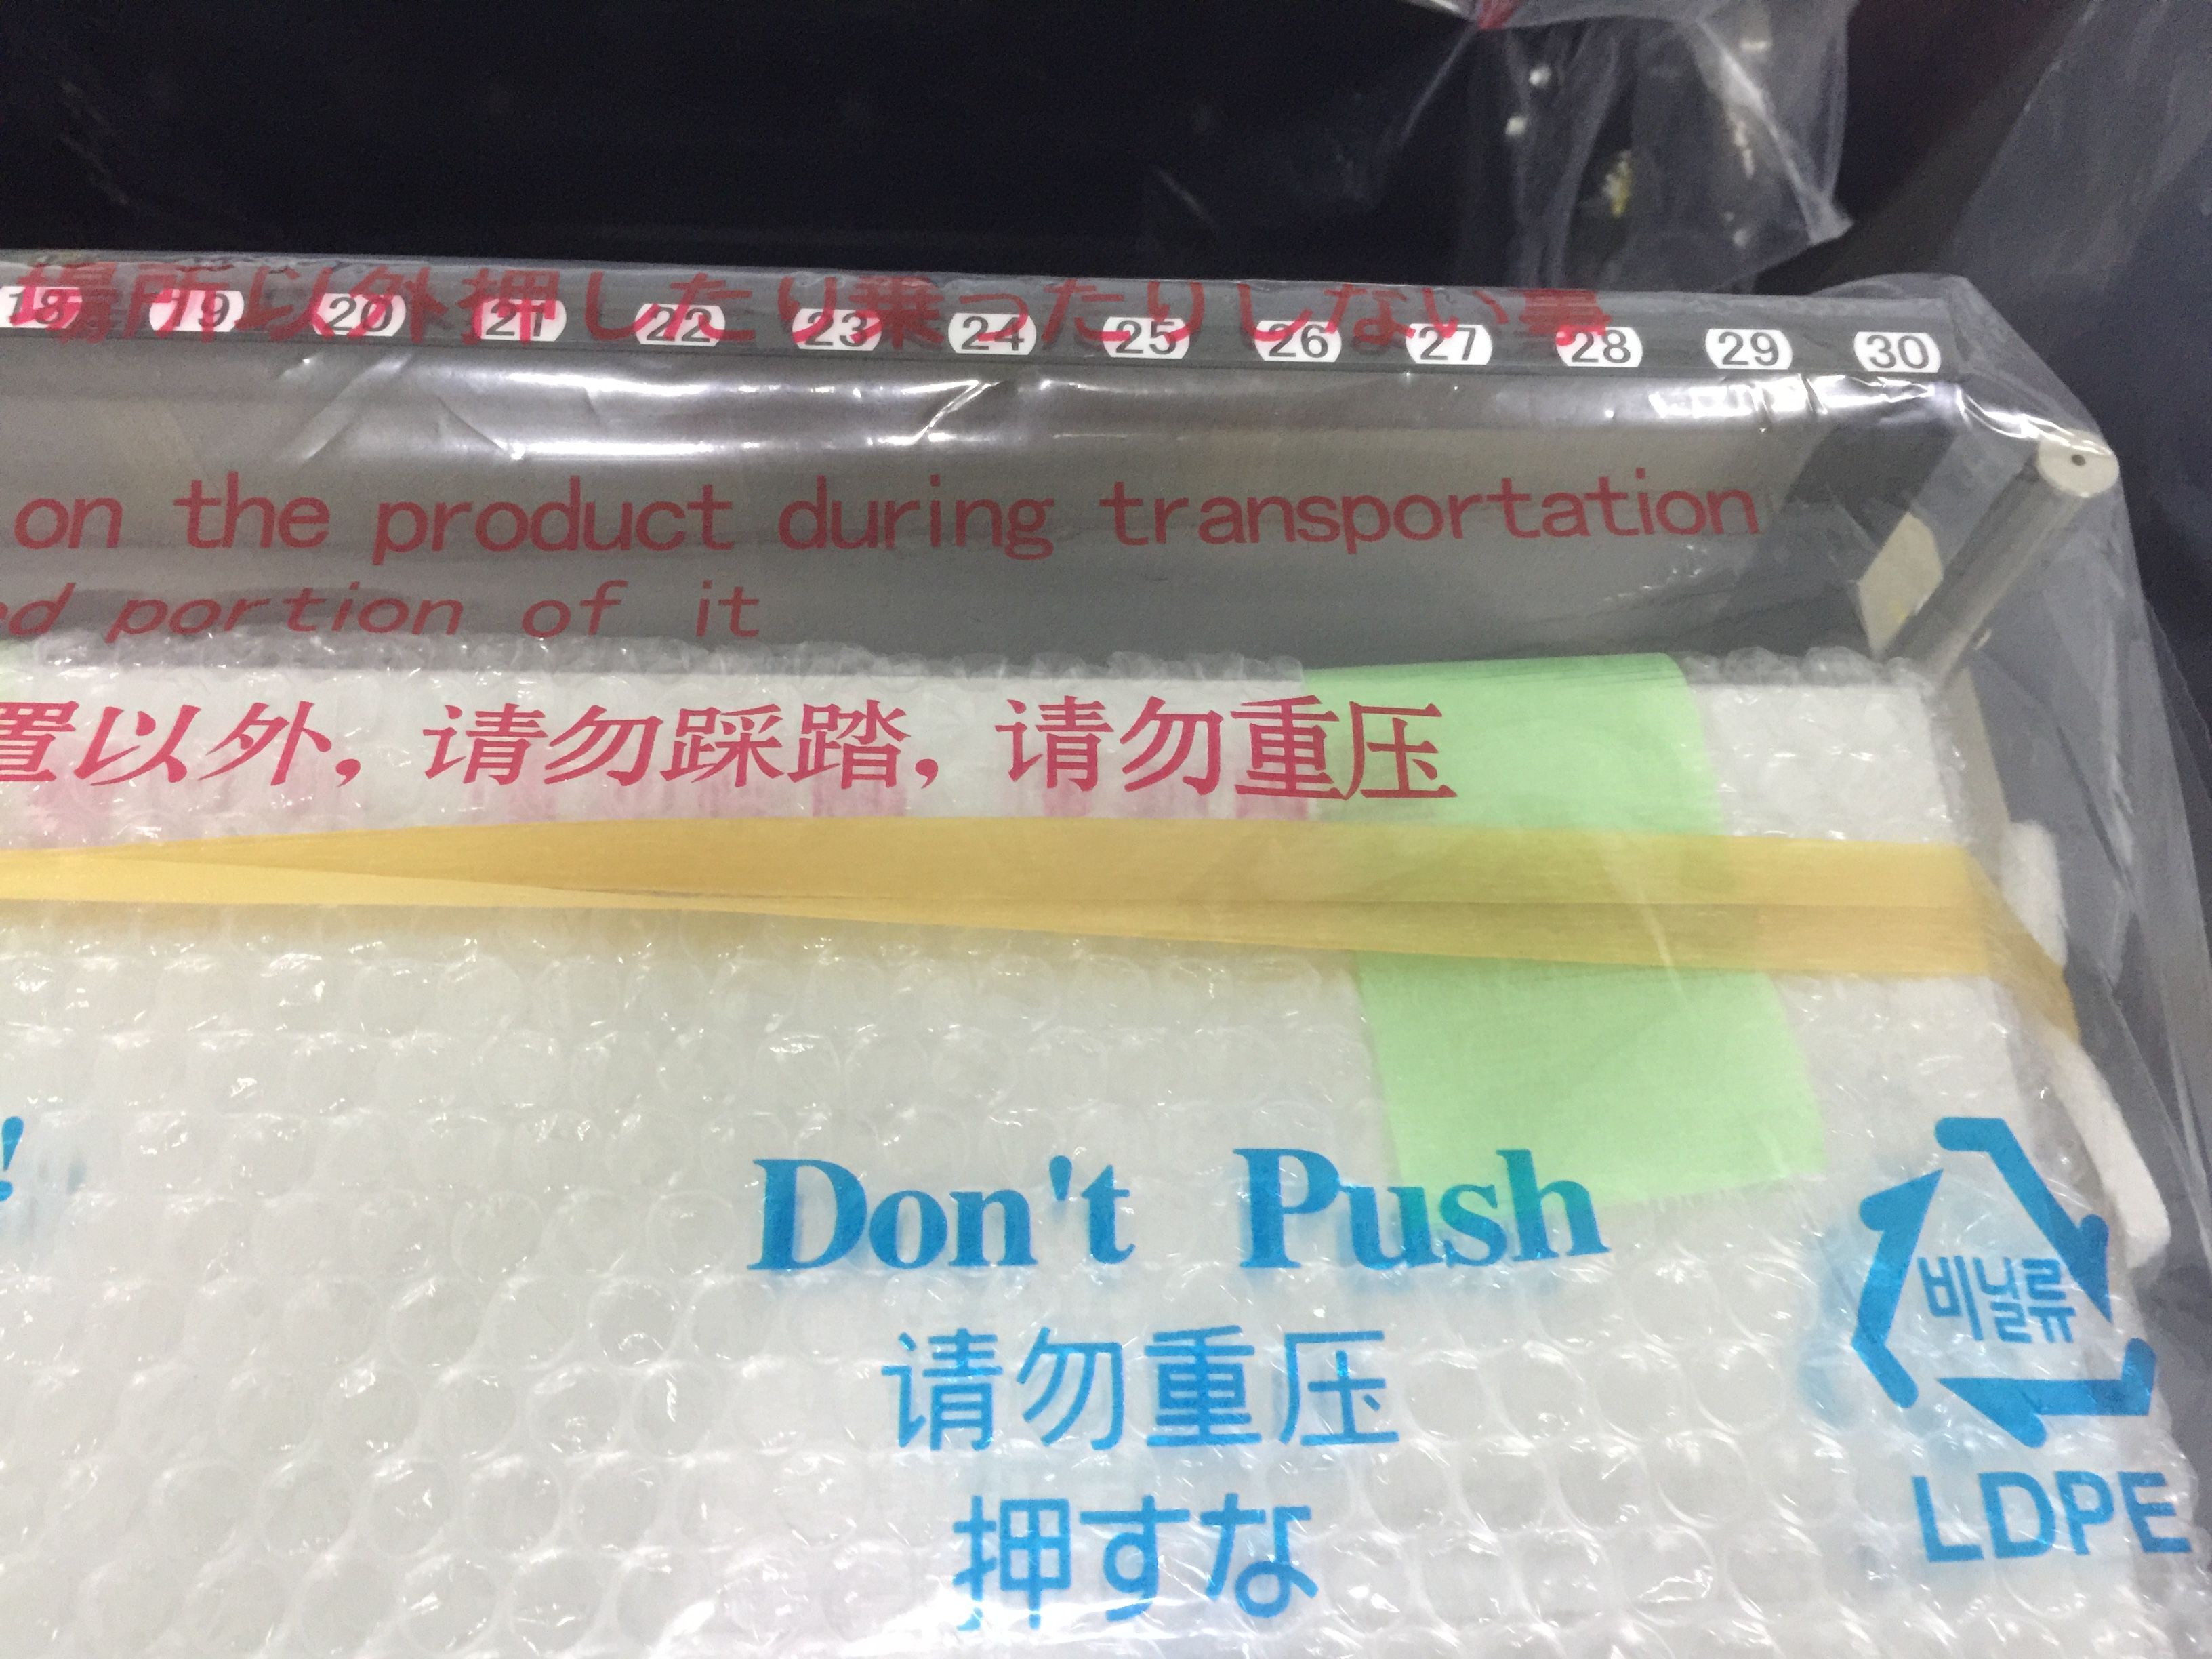 場所以外押したり乗ったりしない事
18 19 20 21 22 23 24 25 26 27 28 29 30
on the product during transportation
portion of it
置以外,请勿踩踏,请勿重压
!
Don't Push
请勿重压
押すな
비닐류
LDPE